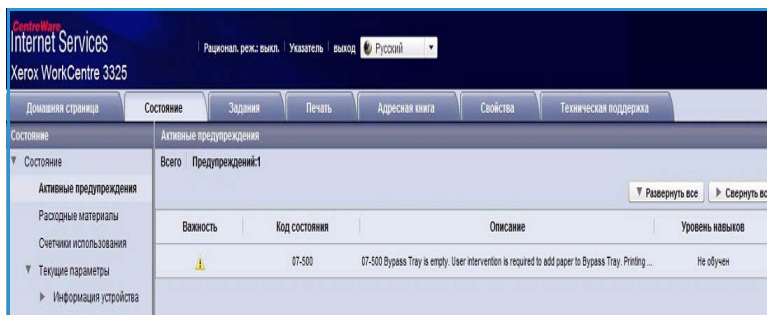 CentreWare
Internet Services
Рационал. реж.: выкл. Указатель выход Русский
Xerox WorkCentre 3325
Домашняя страница Состояние Задания Печать Адресная книга Свойства Техническая поддержка
Состояние Активные предупреждения
Состояние Всего Предупреждений:1
Активные предупреждения Развернуть все Свернуть вс
Расходные материалы
Важность Код состояния Описание Уровень навыков
Счетчики использования
07-500 07-500 Bypass Tray is empty. User intervention is required to add paper to Bypass Tray. Printing ... Не обучен
Текущие параметры
Информация устройства